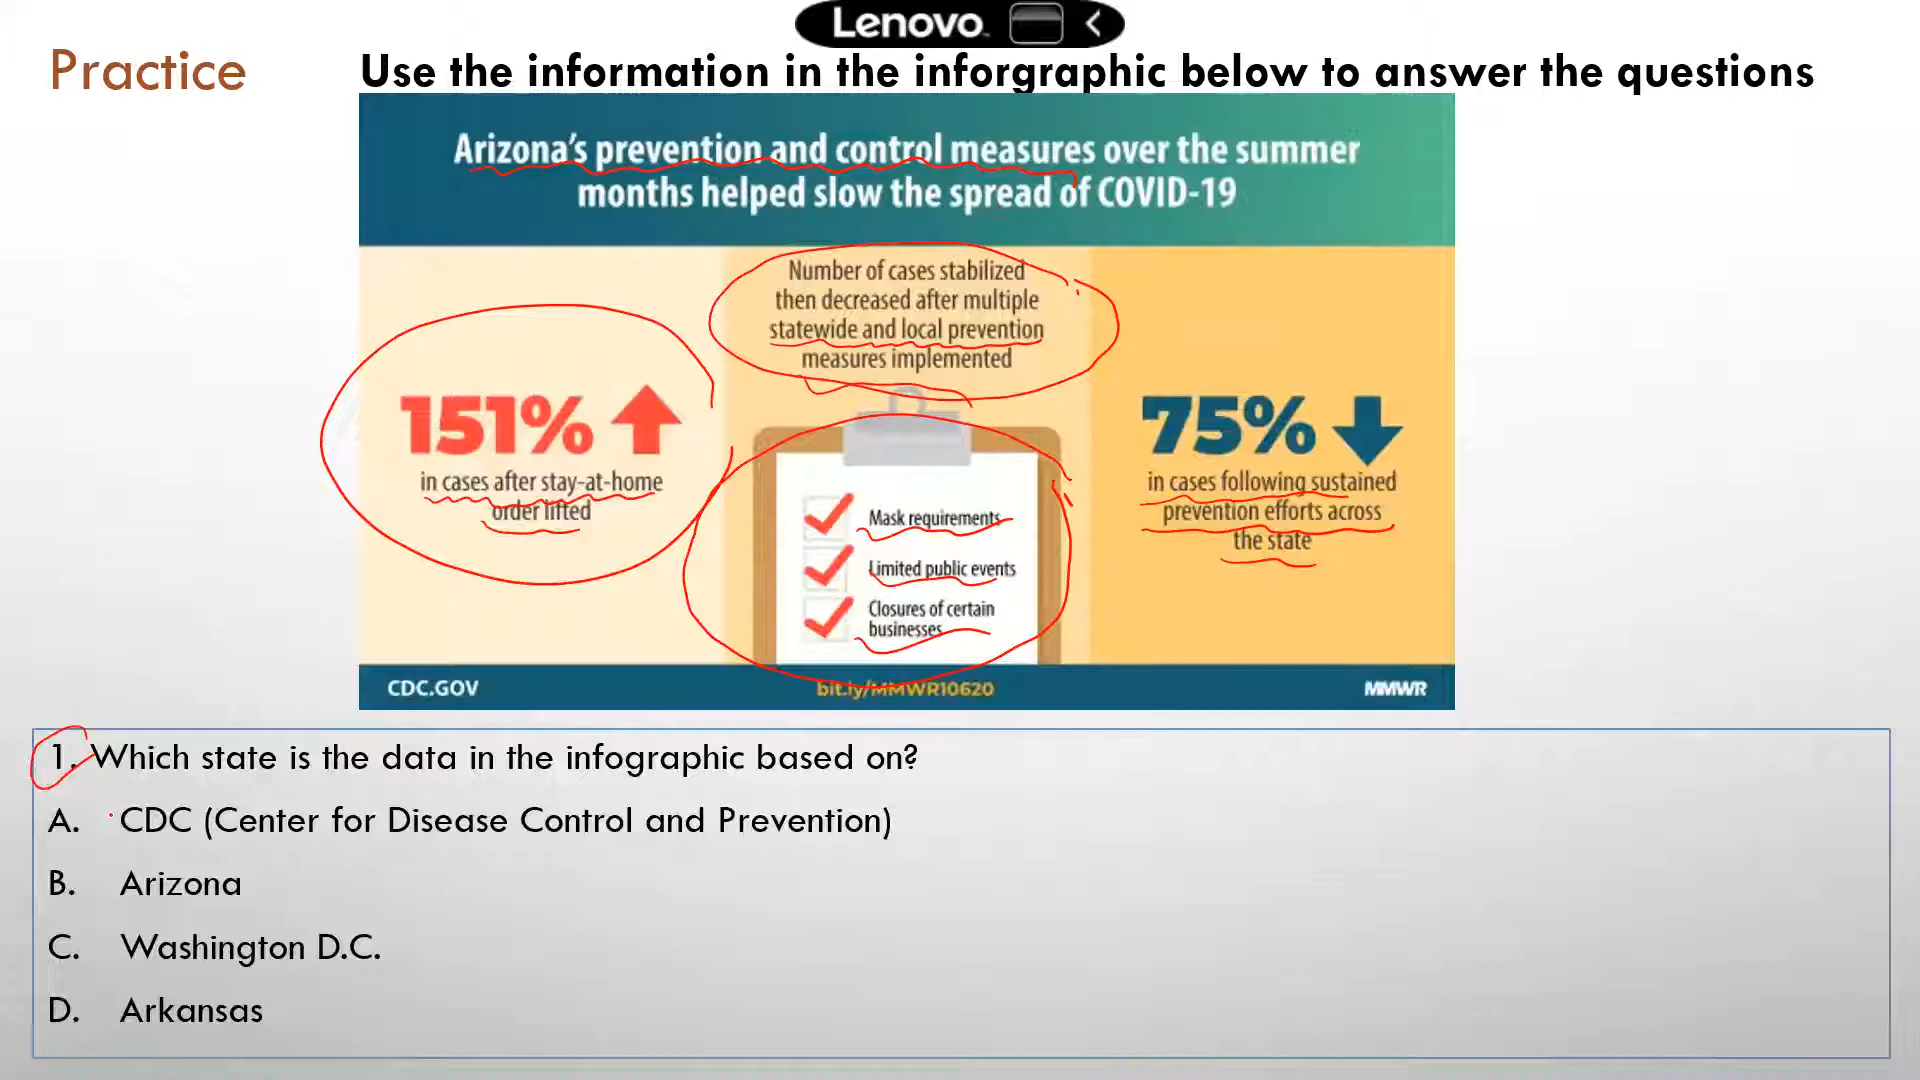 Lenovo
Practice
Use the information in the inforgraphic below to answer the questions
Arizona's prevention and control measures over the summer
months helped slow the spread of COVID-19
Number of cases stabilized
then decreased after multiple
statewide and local prevention
measures implemented
151%
in cases after stay-at-home
order lifted
Mask requirements
Limited public events
Closures of certain
businesses
75%
in cases following sustained
prevention efforts across
the state
CDC.GOV
bit.ly/MMWR10620
MMWR
1. Which state is the data in the infographic based on?
A. CDC (Center for Disease Control and Prevention)
B. Arizona
C. Washington D.C.
D. Arkansas